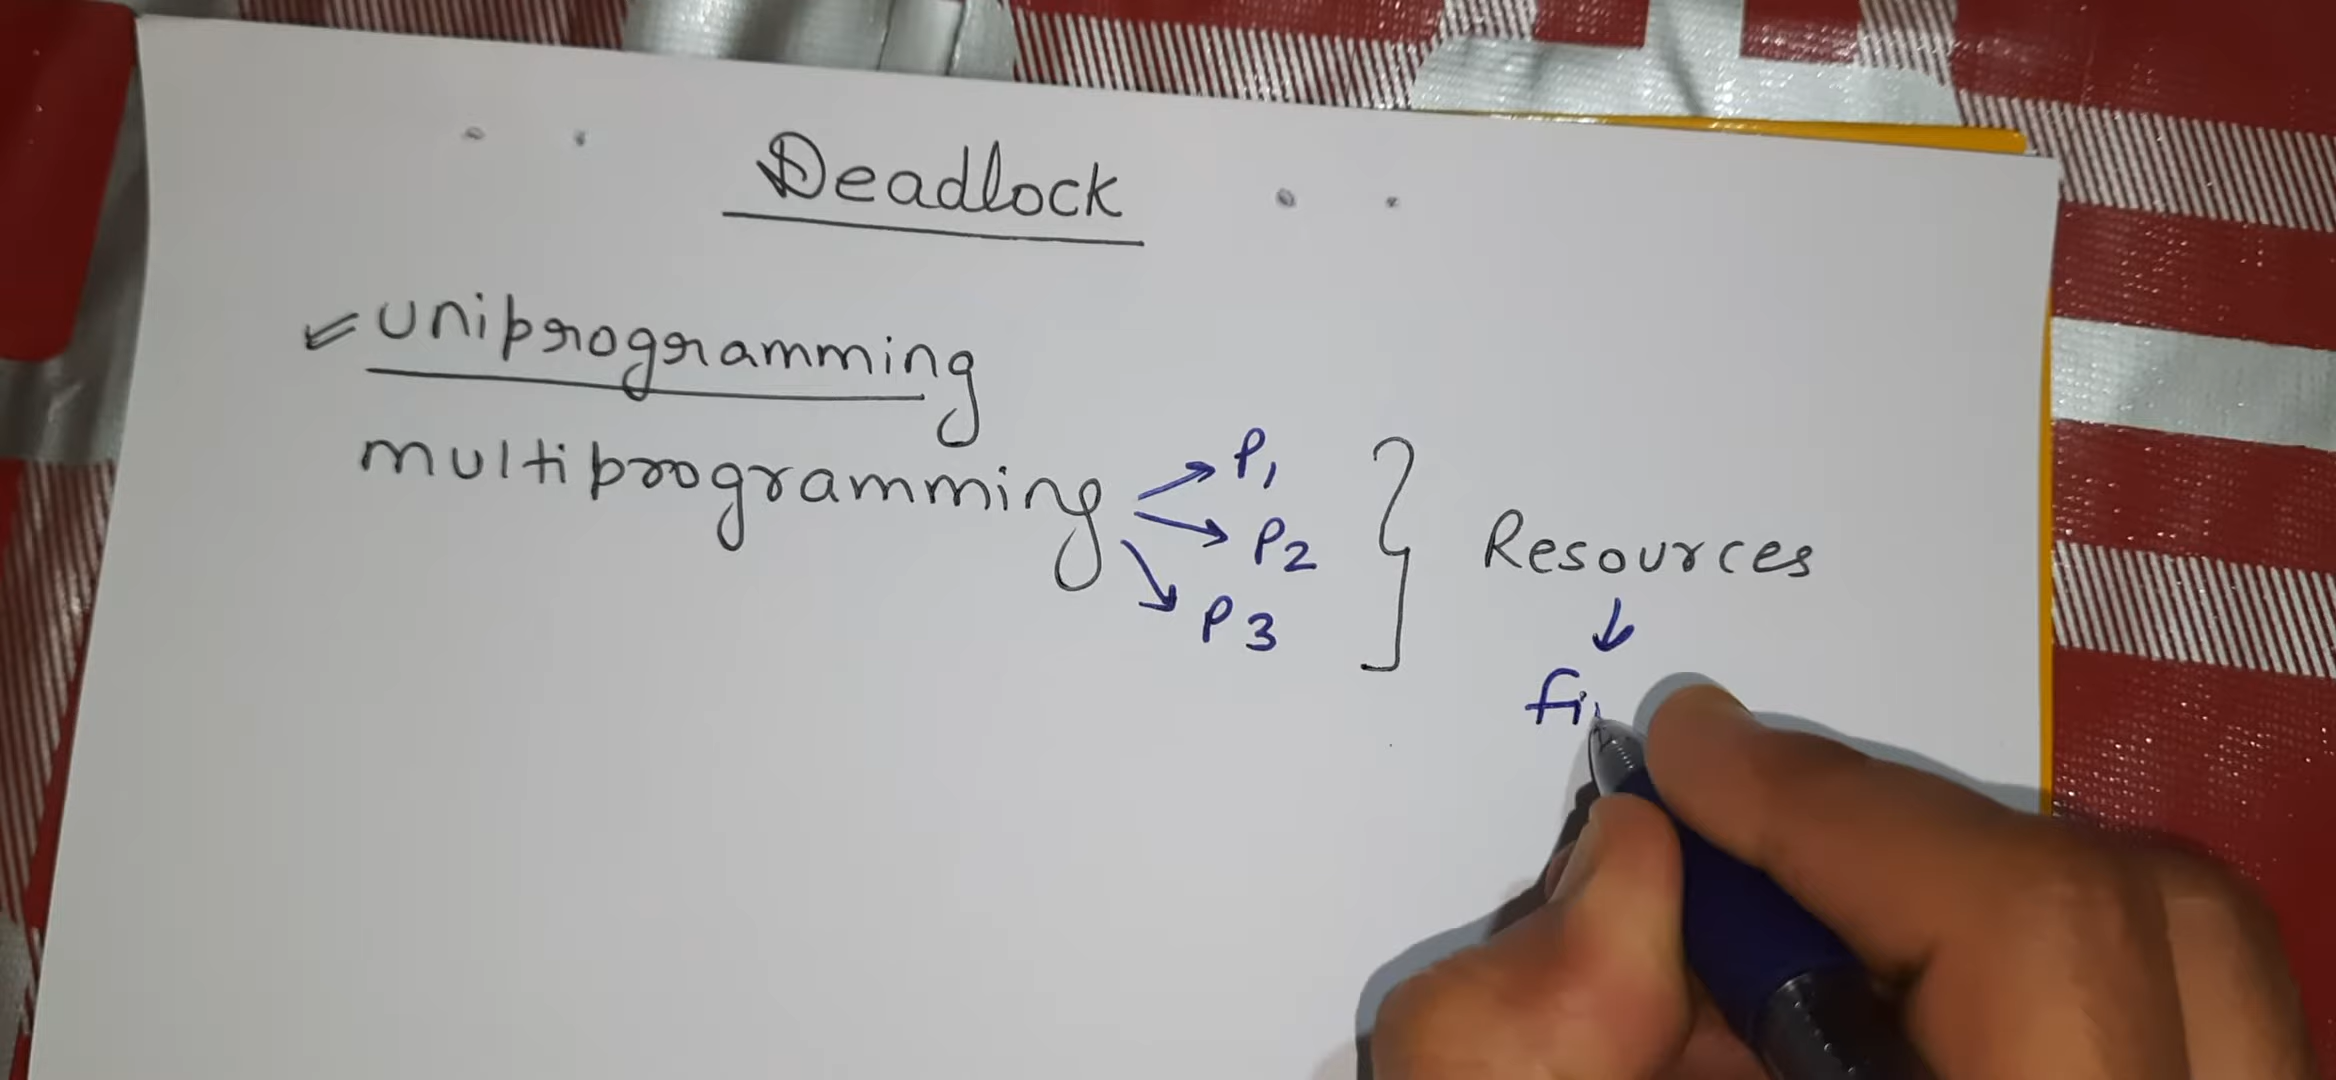 Deadlock
uniprogramming
multiprogramming
P1
P2
P3
Resources
fi